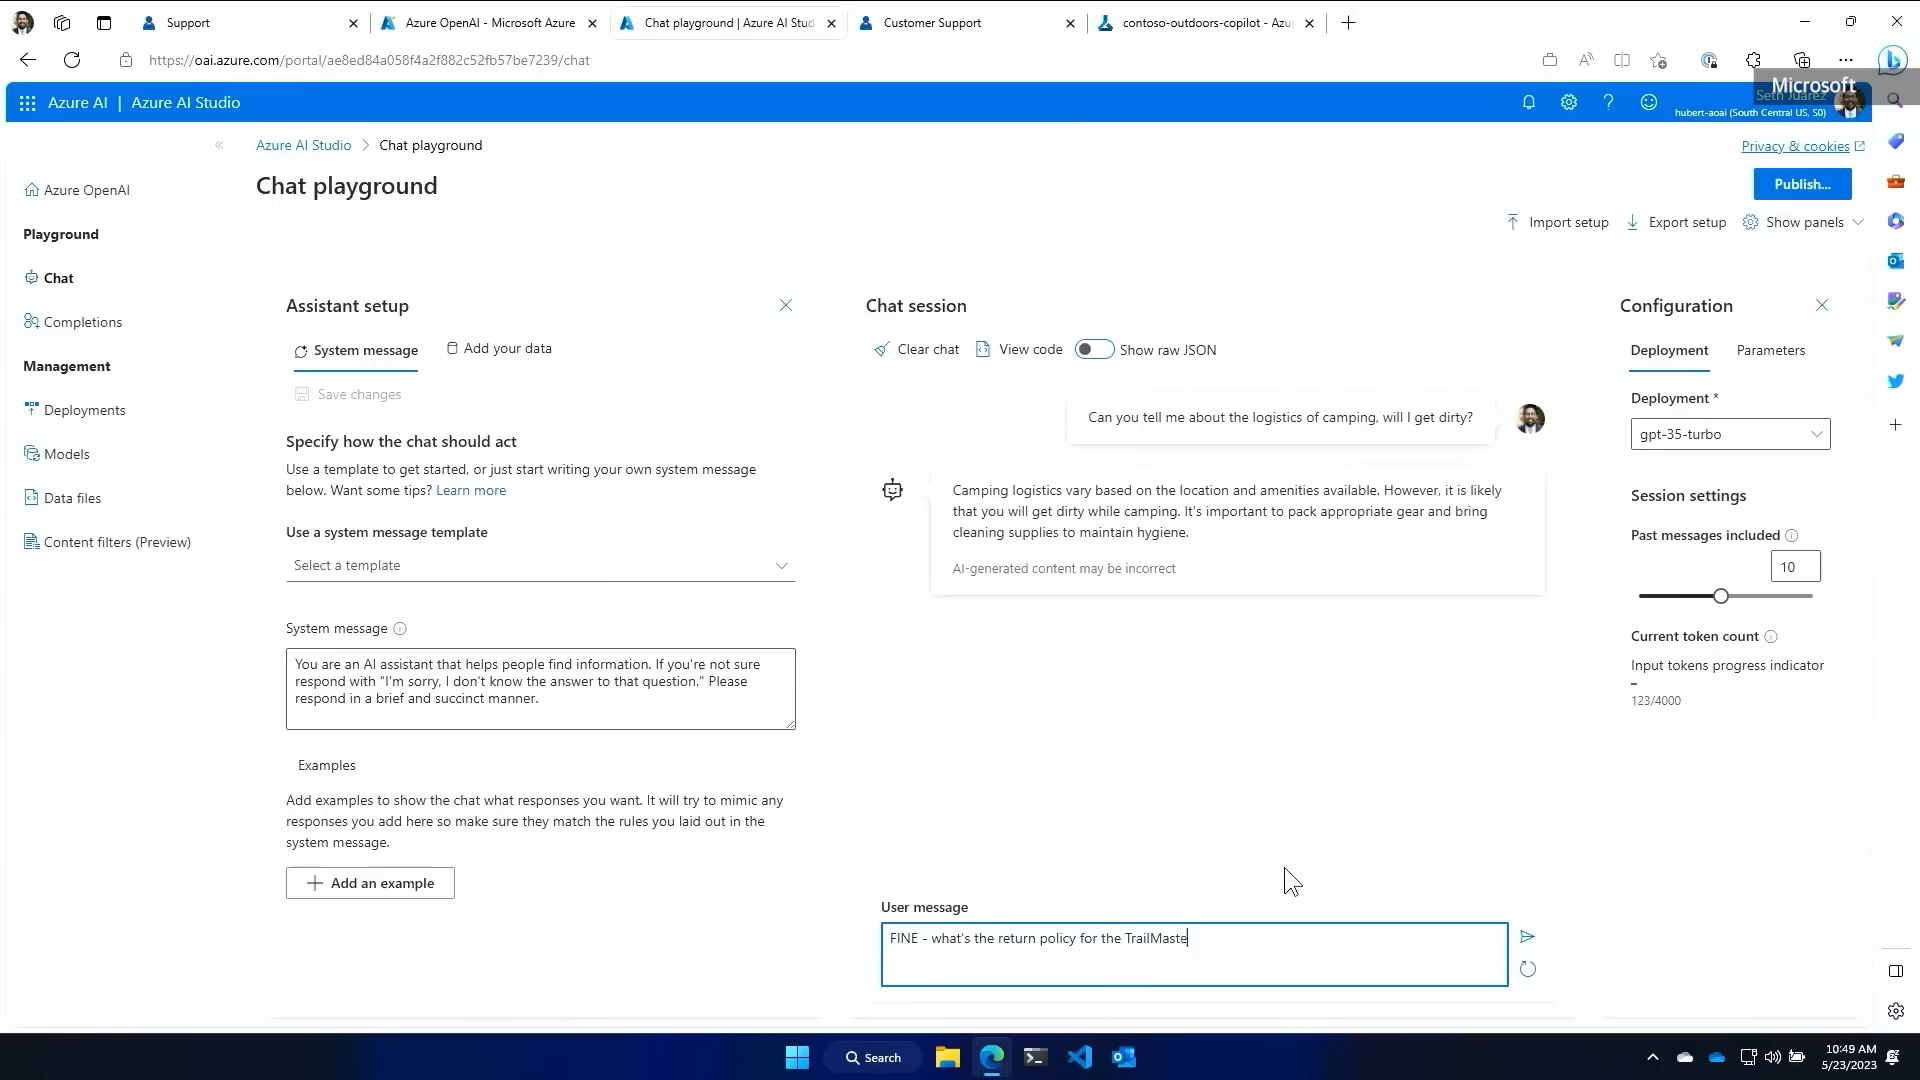 Support
Azure OpenAI - Microsoft Azure
Chat playground | Azure AI Stud
Customer Support
contoso-outdoors-copilot - Azu
https://oai.azure.com/portal/ae8ed84a058f4a2f882c52fb57be7239/chat
Microsoft
Azure AI | Azure AI Studio
Seth Juarez
hubert-aoai (South Central US, S0)
Azure AI Studio > Chat playground
Privacy & cookies
Chat playground
Publish...
Import setup
Export setup
Show panels
Azure OpenAI
Playground
Chat
Completions
Management
Deployments
Models
Data files
Content filters (Preview)
Assistant setup
System message
Add your data
Save changes
Specify how the chat should act
Use a template to get started, or just start writing your own system message
below. Want some tips? Learn more
Use a system message template
Select a template
System message
You are an AI assistant that helps people find information. If you're not sure
respond with "I'm sorry, I don't know the answer to that question." Please
respond in a brief and succinct manner.
Examples
Add examples to show the chat what responses you want. It will try to mimic any
responses you add here so make sure they match the rules you laid out in the
system message.
Add an example
Chat session
Clear chat
View code
Show raw JSON
Can you tell me about the logistics of camping, will I get dirty?
Camping logistics vary based on the location and amenities available. However, it is likely
that you will get dirty while camping. It's important to pack appropriate gear and bring
cleaning supplies to maintain hygiene.
AI-generated content may be incorrect
User message
FINE - what's the return policy for the TrailMaste
Configuration
Deployment
Parameters
Deployment *
gpt-35-turbo
Session settings
Past messages included
10
Current token count
Input tokens progress indicator
123/4000
Search
10:49 AM
5/23/2023